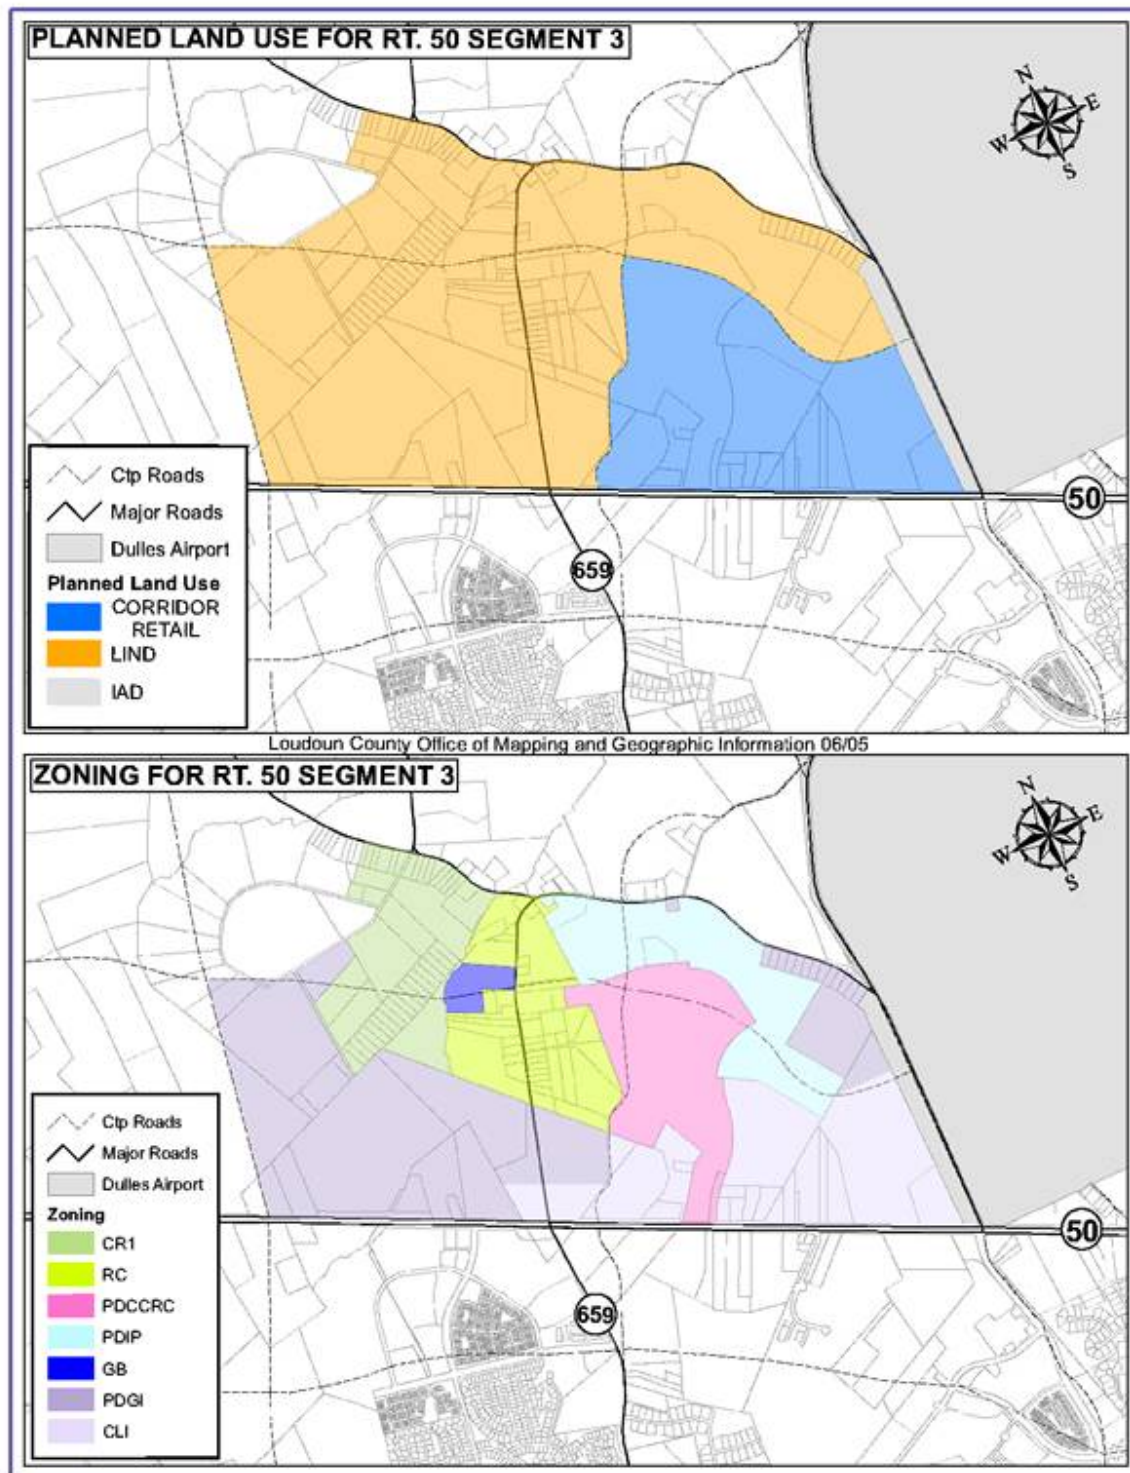 PLANNED LAND USE FOR RT. 50 SEGMENT 3
N
E
W
S
Ctp Roads
Major Roads
Dulles Airport
Planned Land Use
CORRIDOR
RETAIL
LIND
IAD
50
659
Loudoun County Office of Mapping and Geographic Information 06/05
ZONING FOR RT. 50 SEGMENT 3
N
E
W
S
Ctp Roads
Major Roads
Dulles Airport
Zoning
CR1
RC
PDCCRC
PDIP
GB
PDGI
CLI
50
659